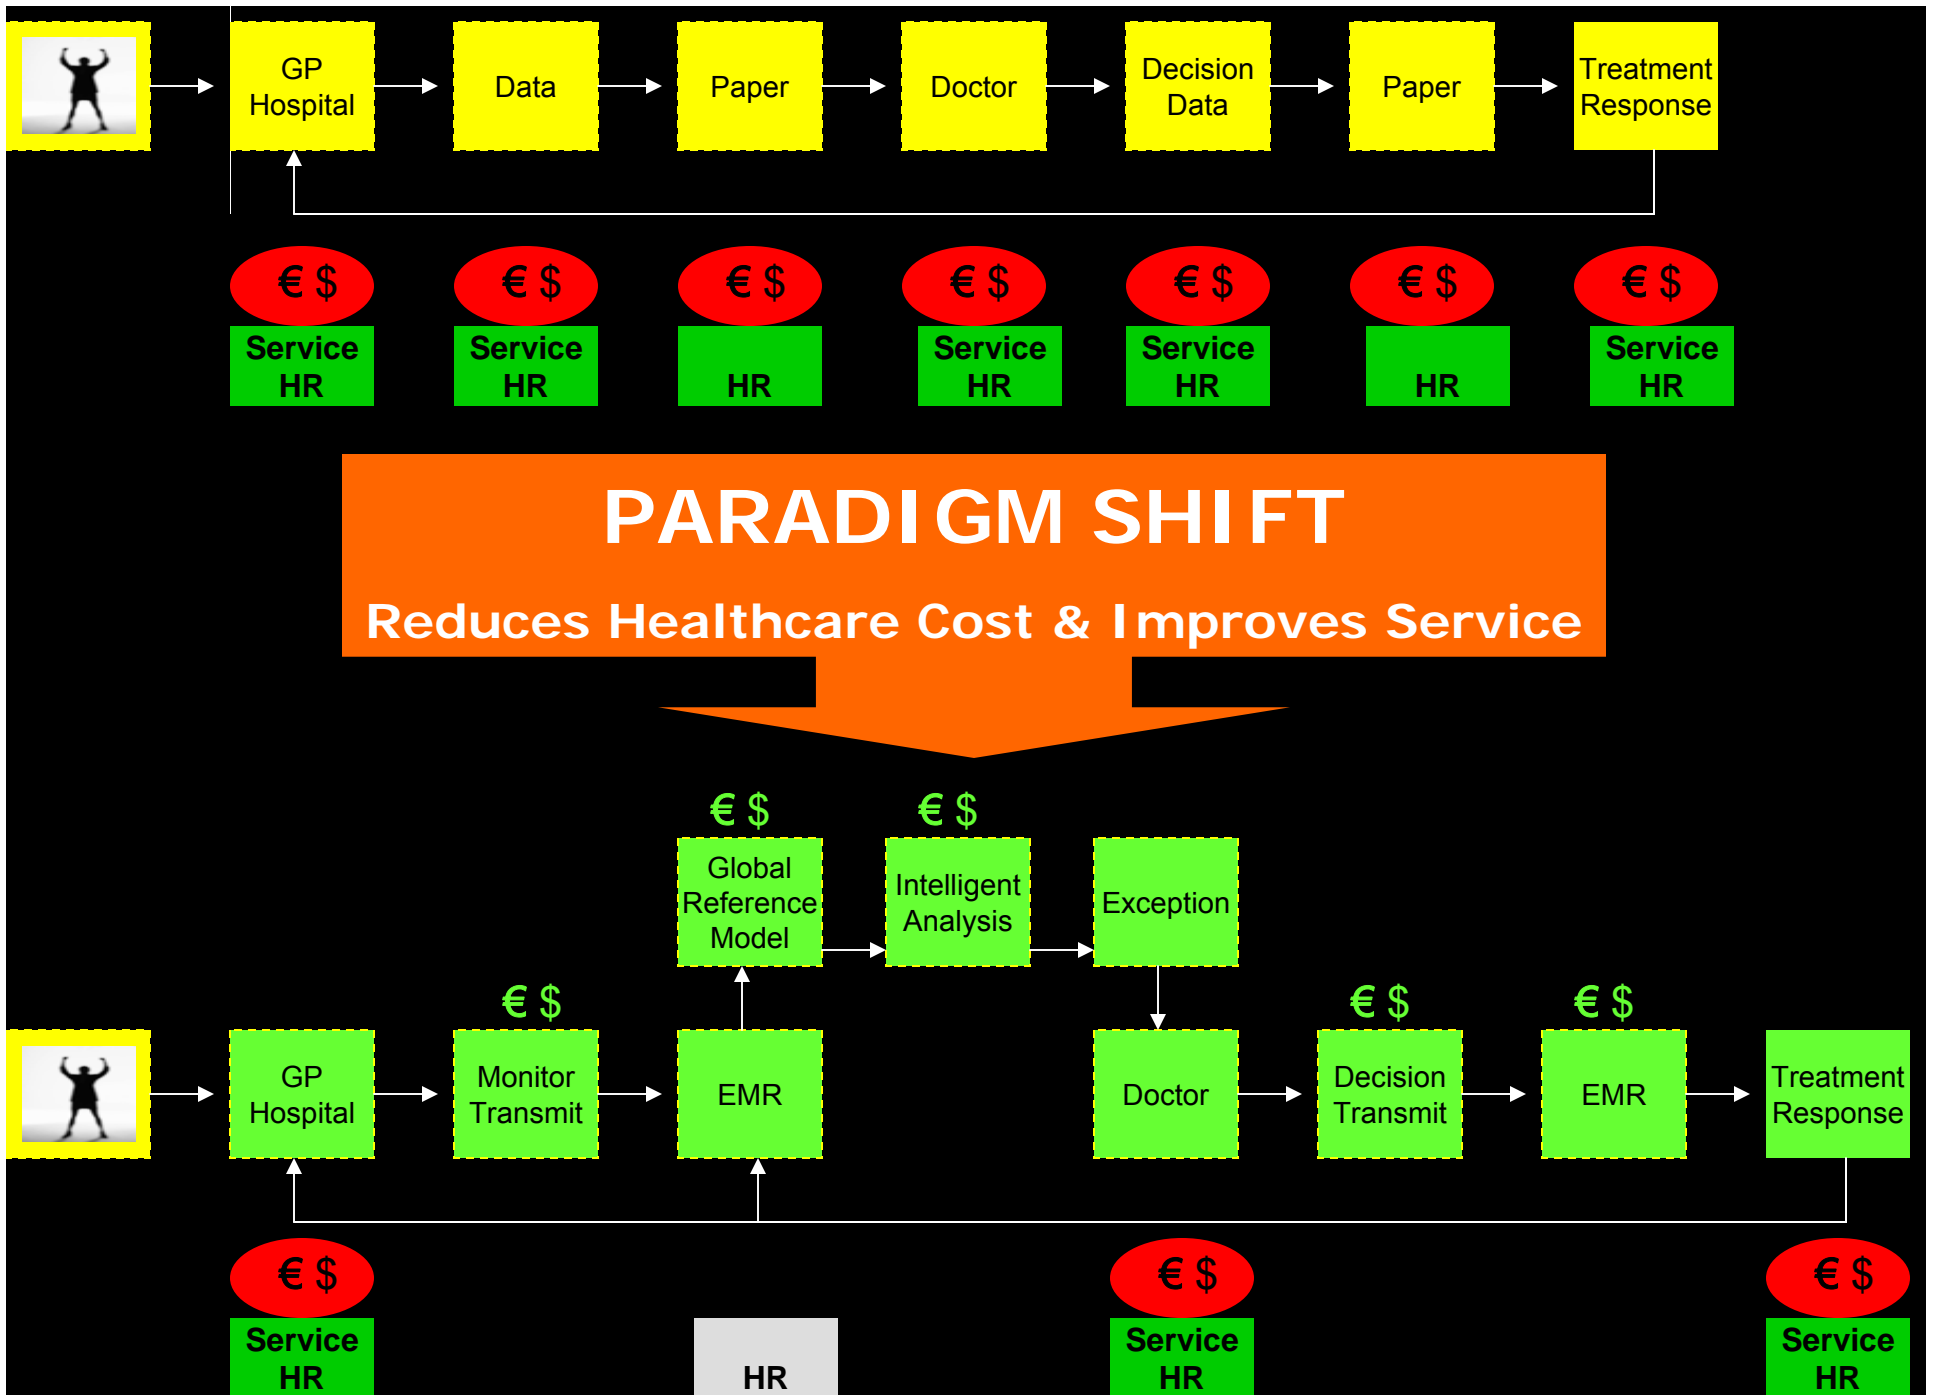 GP
Hospital
Data
Paper
Doctor
Decision
Data
Paper
Treatment
Response
€ $
€ $
€ $
€ $
€ $
€ $
€ $
Service
HR
Service
HR
HR
Service
HR
Service
HR
HR
Service
HR
PARADIGM SHIFT
Reduces Healthcare Cost & Improves Service
€ $
€ $
Global
Reference
Model
Intelligent
Analysis
Exception
€ $
€ $
€ $
GP
Hospital
Monitor
Transmit
EMR
Doctor
Decision
Transmit
EMR
Treatment
Response
€ $
€ $
€ $
Service
HR
HR
Service
HR
Service
HR